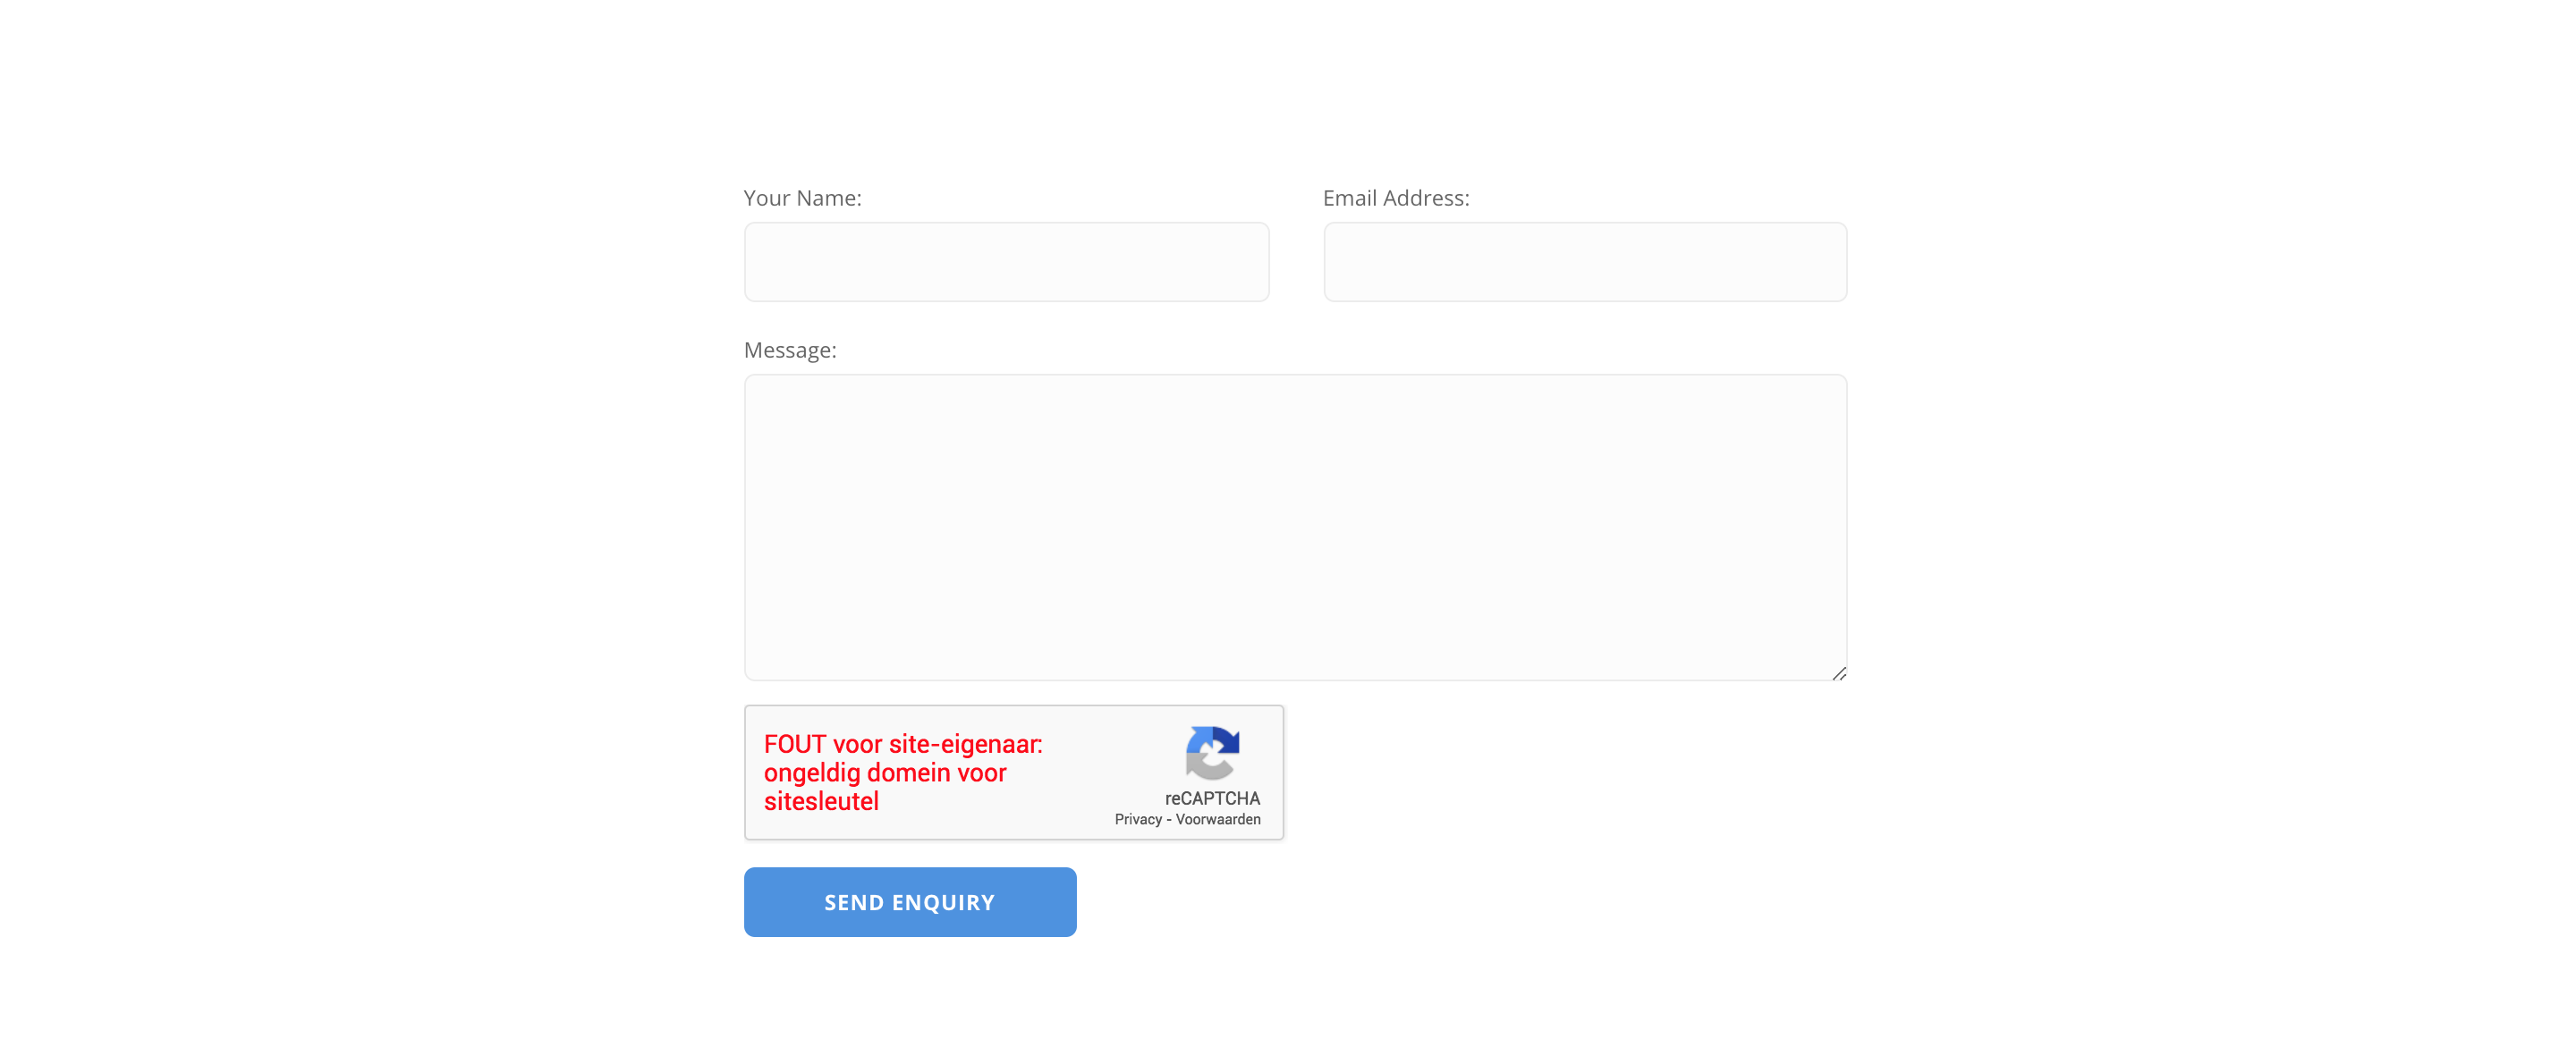 Your Name:
Email Address:
Message:
FOUT voor site-eigenaar:
ongeldig domein voor
sitesleutel
reCAPTCHA
Privacy - Voorwaarden
SEND ENQUIRY